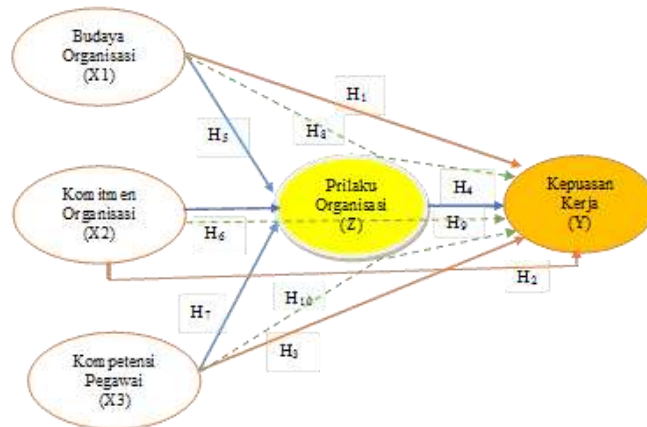 Budaya
Organisasi
(X1)
H1
H8
H5
Prilaku
Organisasi
(Z)
H4
Kepuasan
Kerja
(Y)
Komitmen
Organisasi
(X2)
H6
H9
H2
H10
H7
H3
Kompetensi
Pegawai
(X3)